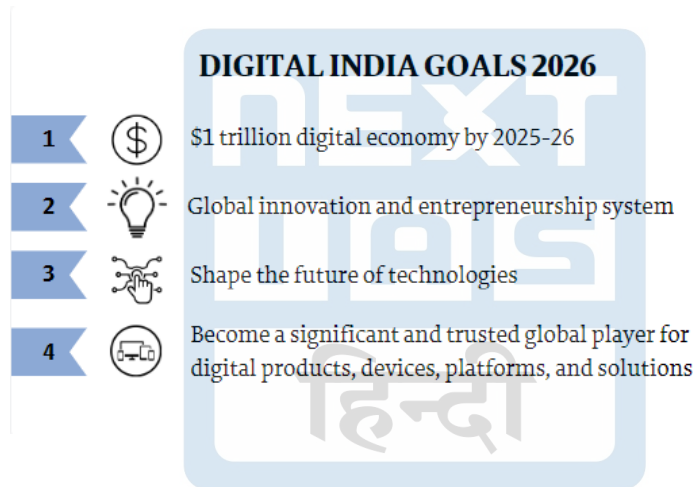 DIGITAL INDIA GOALS 2026
1
$1 trillion digital economy by 2025-26
2
Global innovation and entrepreneurship system
3
Shape the future of technologies
4
Become a significant and trusted global player for
digital products, devices, platforms, and solutions
NEXT
IAS
हिन्दी